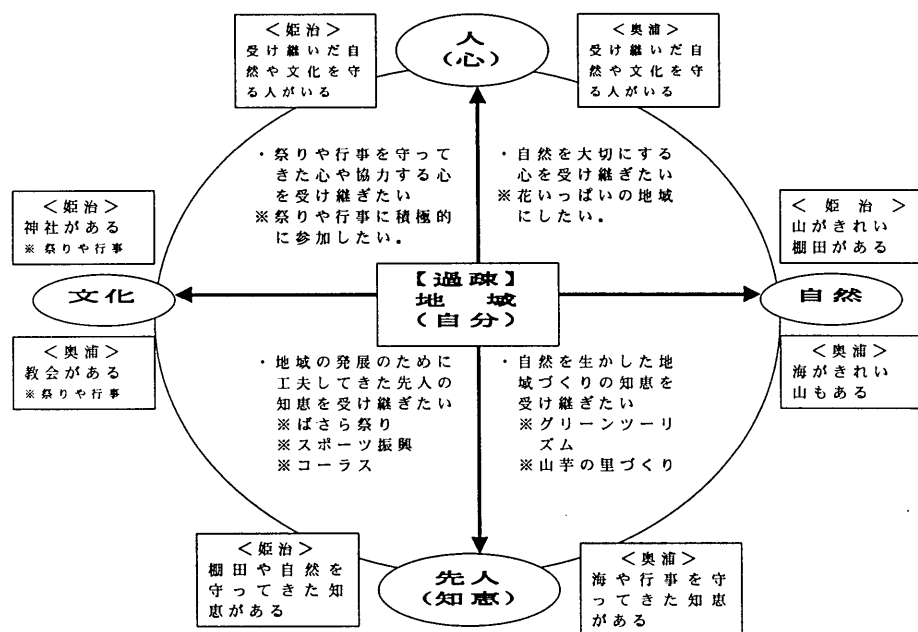 ＜姫治＞
受け継いだ自
然や文化を守
る人がいる
人
（心）
＜奥浦＞
受け継いだ自
然や文化を守
る人がいる
・祭りや行事を守って
きた心や協力する心
を受け継ぎたい
※祭りや行事に積極的
に参加したい。
・自然を大切にする
心を受け継ぎたい
※花いっぱいの地域
にしたい。
＜姫治＞
神社がある
※祭りや行事
＜姫治＞
山がきれい
棚田がある
文化
【過疎】
地域
（自分）
自然
＜奥浦＞
教会がある
※祭りや行事
＜奥浦＞
海がきれい
山もある
・地域の発展のために
工夫してきた先人の
知恵を受け継ぎたい
※ばさら祭り
※スポーツ振興
※コーラス
・自然を生かした地
域づくりの知恵を
受け継ぎたい
※グリーンツーリ
ズム
※山芋の里づくり
＜姫治＞
棚田や自然を
守ってきた知
恵がある
先人
（知恵）
＜奥浦＞
海や行事を守
ってきた知恵
がある